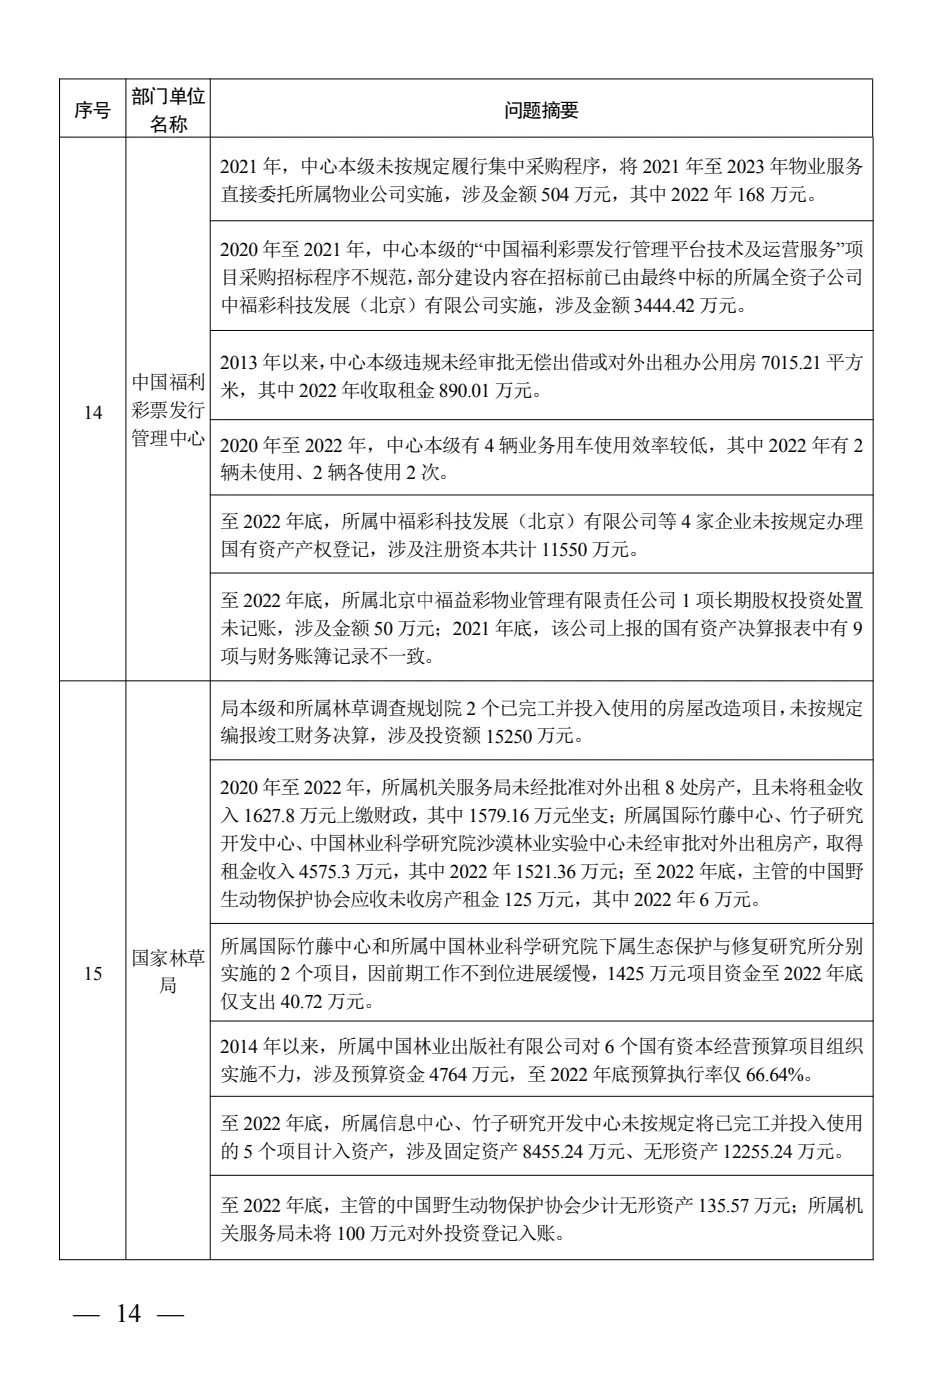 序号
部门单位
名称
问题摘要
2021 年，中心本级未按规定履行集中采购程序，将 2021 年至 2023 年物业服务
直接委托所属物业公司实施，涉及金额 504 万元，其中 2022 年 168 万元。
2020 年至 2021 年，中心本级的“中国福利彩票发行管理平台技术及运营服务”项
目采购招标程序不规范，部分建设内容在招标前已由最终中标的所属全资子公司
中福彩科技发展（北京）有限公司实施，涉及金额 3444.42 万元。
2013 年以来，中心本级违规未经审批无偿出借或对外出租办公用房 7015.21 平方
米，其中 2022 年收取租金 890.01 万元。
14
中国福利
彩票发行
管理中心
2020 年至 2022 年，中心本级有 4 辆业务用车使用效率较低，其中 2022 年有 2
辆未使用、2 辆各使用 2 次。
至 2022 年底，所属中福彩科技发展（北京）有限公司等 4 家企业未按规定办理
国有资产产权登记，涉及注册资本共计 11550 万元。
至 2022 年底，所属北京中福益彩物业管理有限责任公司 1 项长期股权投资处置
未记账，涉及金额 50 万元；2021 年底，该公司上报的国有资产决算报表中有 9
项与财务账簿记录不一致。
局本级和所属林草调查规划院 2 个已完工并投入使用的房屋改造项目，未按规定
编报竣工财务决算，涉及投资额 15250 万元。
2020 年至 2022 年，所属机关服务局未经批准对外出租 8 处房产，且未将租金收
入 1627.8 万元上缴财政，其中 1579.16 万元坐支；所属国际竹藤中心、竹子研究
开发中心、中国林业科学研究院沙漠林业实验中心未经审批对外出租房产，取得
租金收入 4575.3 万元，其中 2022 年 1521.36 万元；至 2022 年底，主管的中国野
生动物保护协会应收未收房产租金 125 万元，其中 2022 年 6 万元。
15
国家林草
局
所属国际竹藤中心和所属中国林业科学研究院下属生态保护与修复研究所分别
实施的 2 个项目，因前期工作不到位进展缓慢，1425 万元项目资金至 2022 年底
仅支出 40.72 万元。
2014 年以来，所属中国林业出版社有限公司对 6 个国有资本经营预算项目组织
实施不力，涉及预算资金 4764 万元，至 2022 年底预算执行率仅 66.64%。
至 2022 年底，所属信息中心、竹子研究开发中心未按规定将已完工并投入使用
的 5 个项目计入资产，涉及固定资产 8455.24 万元、无形资产 12255.24 万元。
至 2022 年底，主管的中国野生动物保护协会少计无形资产 135.57 万元；所属机
关服务局未将 100 万元对外投资登记入账。
— 14 —